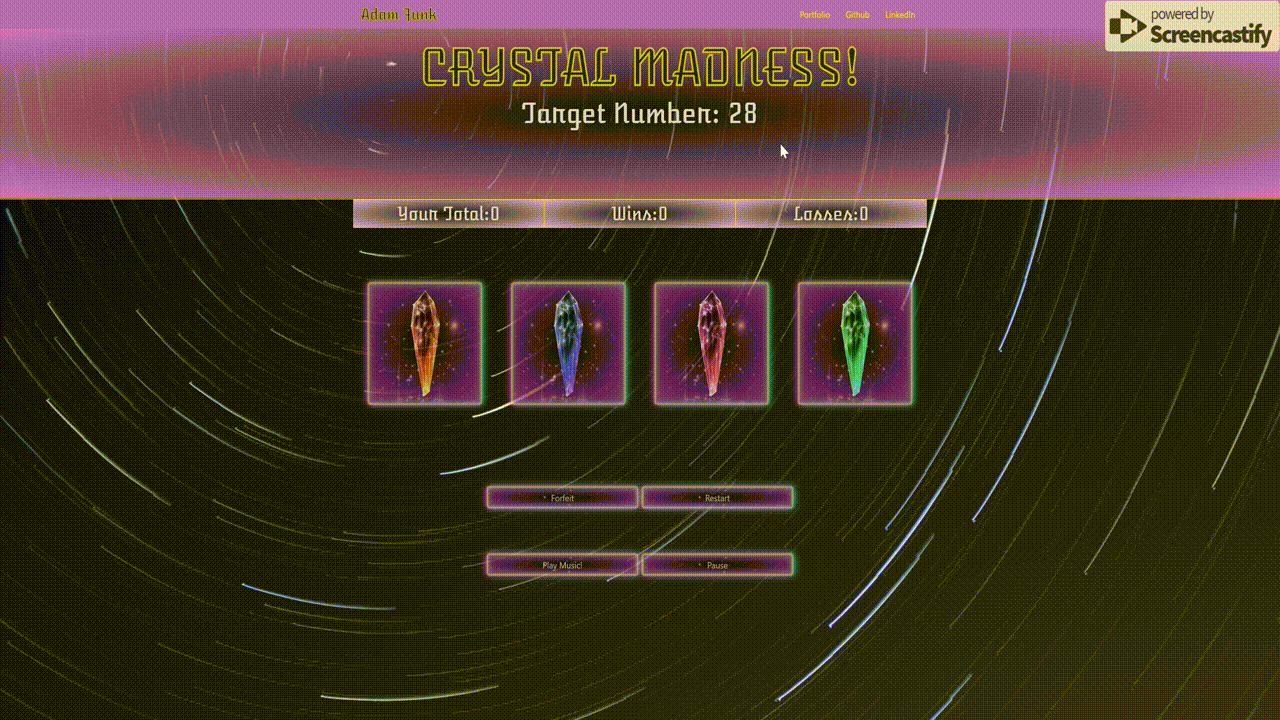 Adam Junk
Portfolio Github LinkedIn
powered by
Screencastify
CRYSTAL MADNESS!
Target Number: 28
Your Total:0 Wins:0 Losses:0
Forfeit Restart
Play Music! Pause